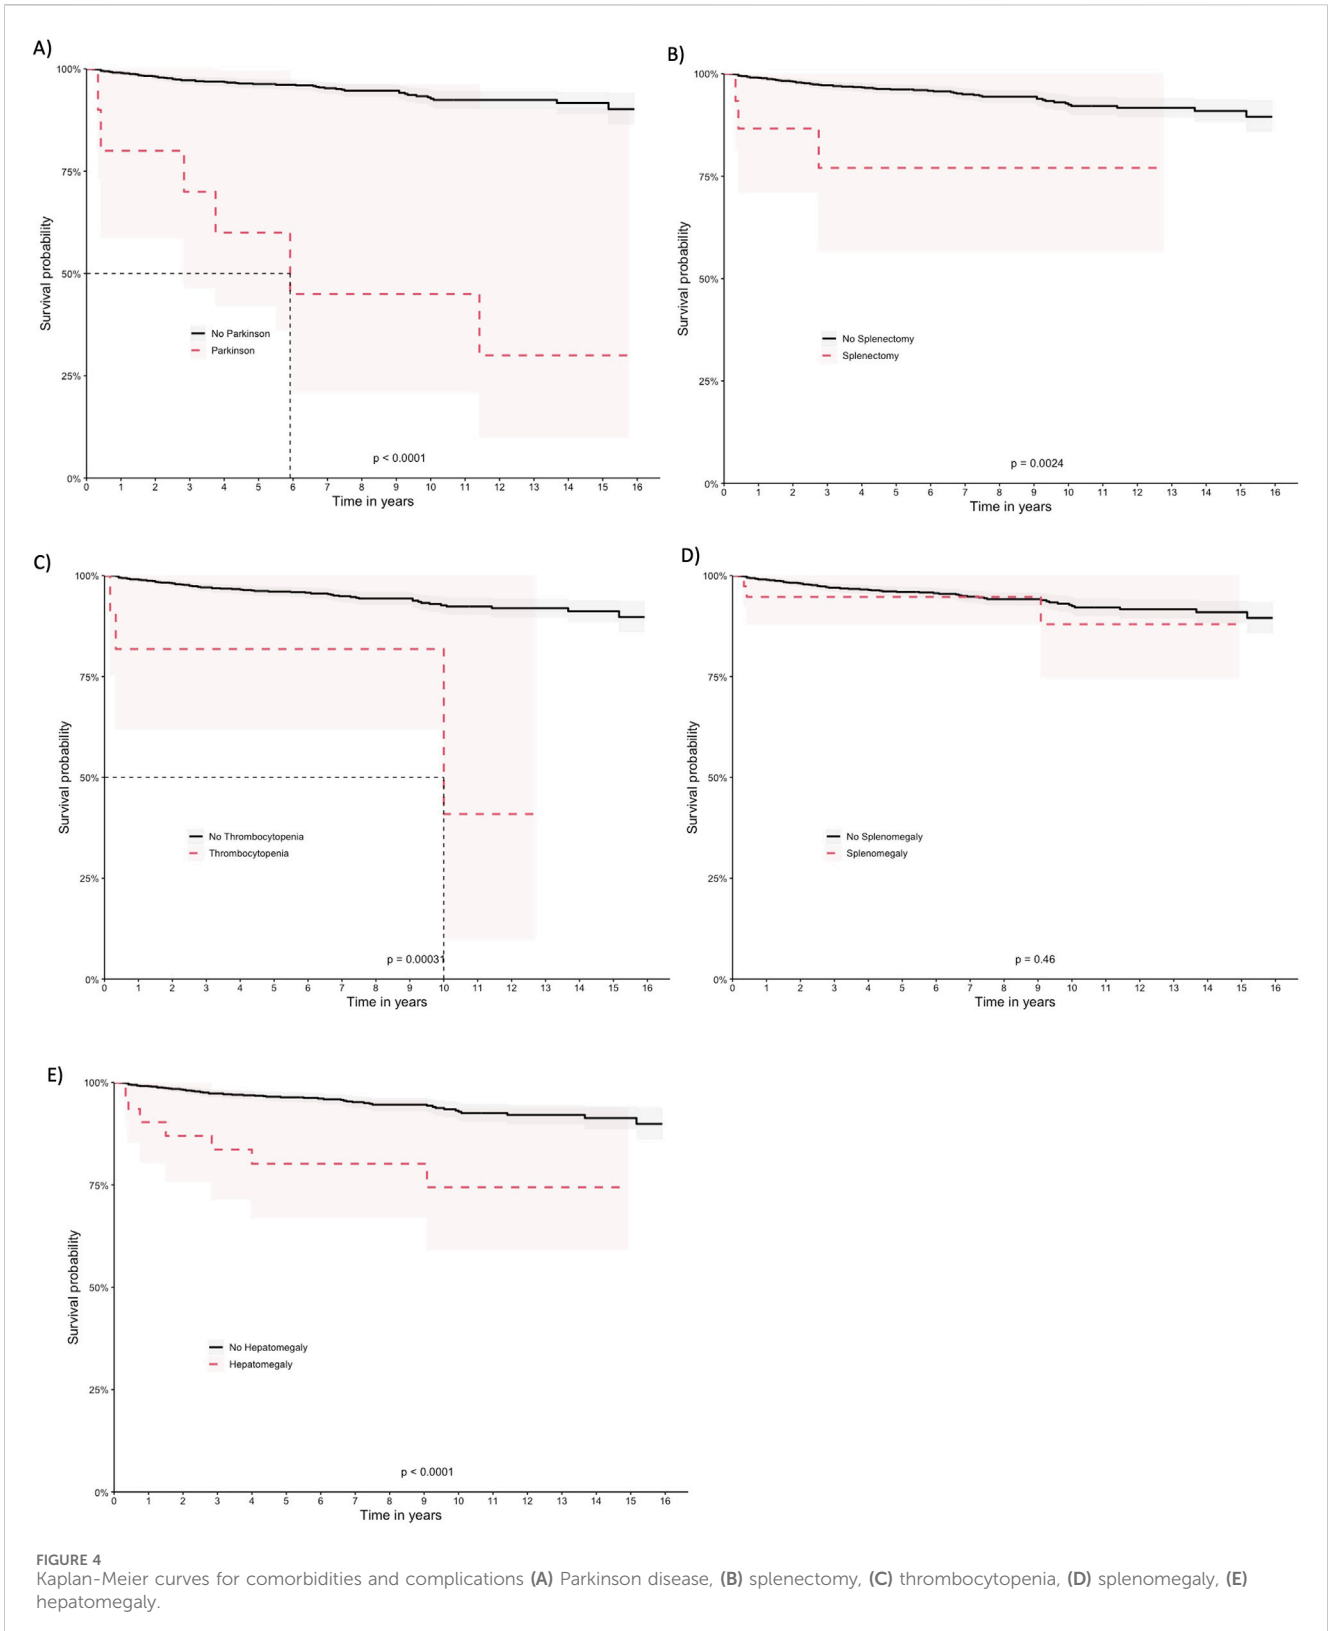 A)
100%
75%
50%
25%
0%
Survival probability
No Parkinson
Parkinson
p < 0.0001
0 1 2 3 4 5 6 7 8 9 10 11 12 13 14 15 16
Time in years
B)
100%
75%
50%
25%
0%
Survival probability
No Splenectomy
Splenectomy
p = 0.0024
0 1 2 3 4 5 6 7 8 9 10 11 12 13 14 15 16
Time in years
C)
100%
75%
50%
25%
0%
Survival probability
No Thrombocytopenia
Thrombocytopenia
p = 0.00031
0 1 2 3 4 5 6 7 8 9 10 11 12 13 14 15 16
Time in years
D)
100%
75%
50%
25%
0%
Survival probability
No Splenomegaly
Splenomegaly
p = 0.46
0 1 2 3 4 5 6 7 8 9 10 11 12 13 14 15 16
Time in years
E)
100%
75%
50%
25%
0%
Survival probability
No Hepatomegaly
Hepatomegaly
p < 0.0001
0 1 2 3 4 5 6 7 8 9 10 11 12 13 14 15 16
Time in years
FIGURE 4
Kaplan-Meier curves for comorbidities and complications (A) Parkinson disease, (B) splenectomy, (C) thrombocytopenia, (D) splenomegaly, (E)
hepatomegaly.